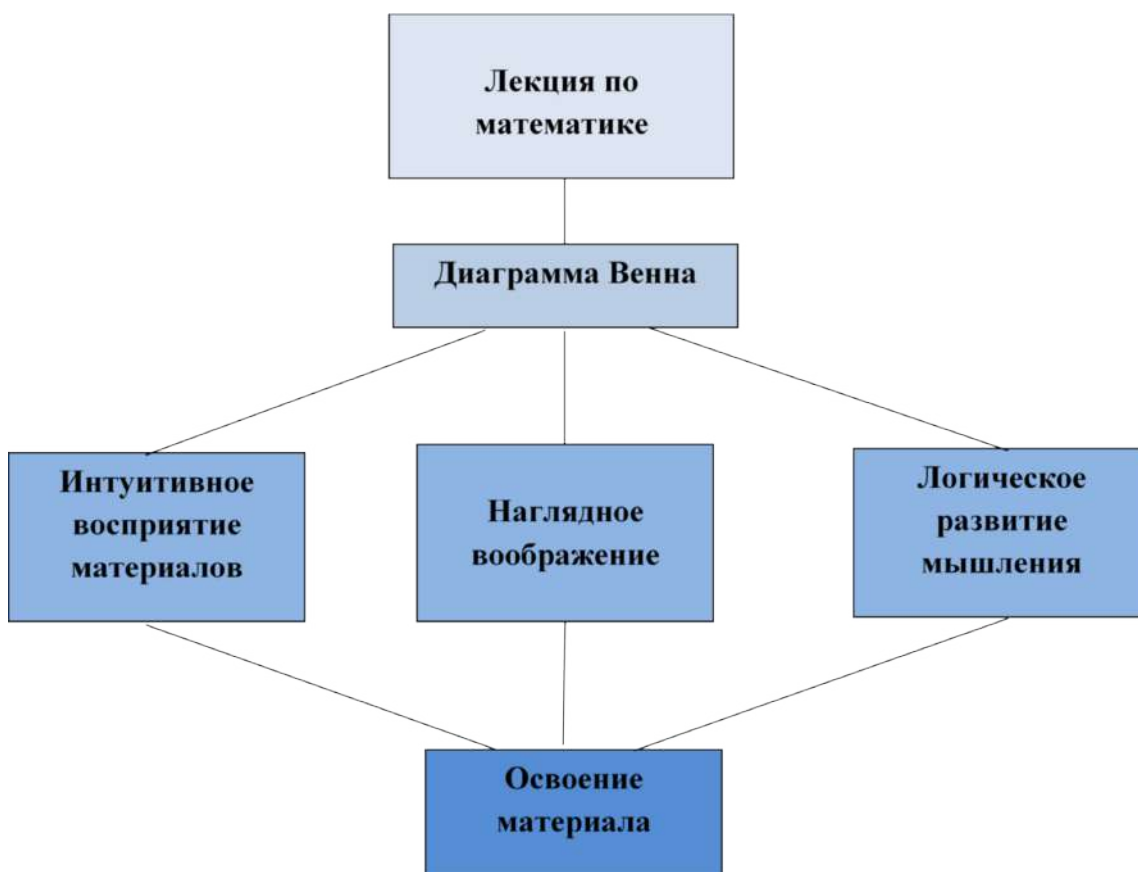 Лекция по
математике
Диаграмма Венна
Интуитивное
восприятие
материалов
Наглядное
воображение
Логическое
развитие
мышления
Освоение
материала